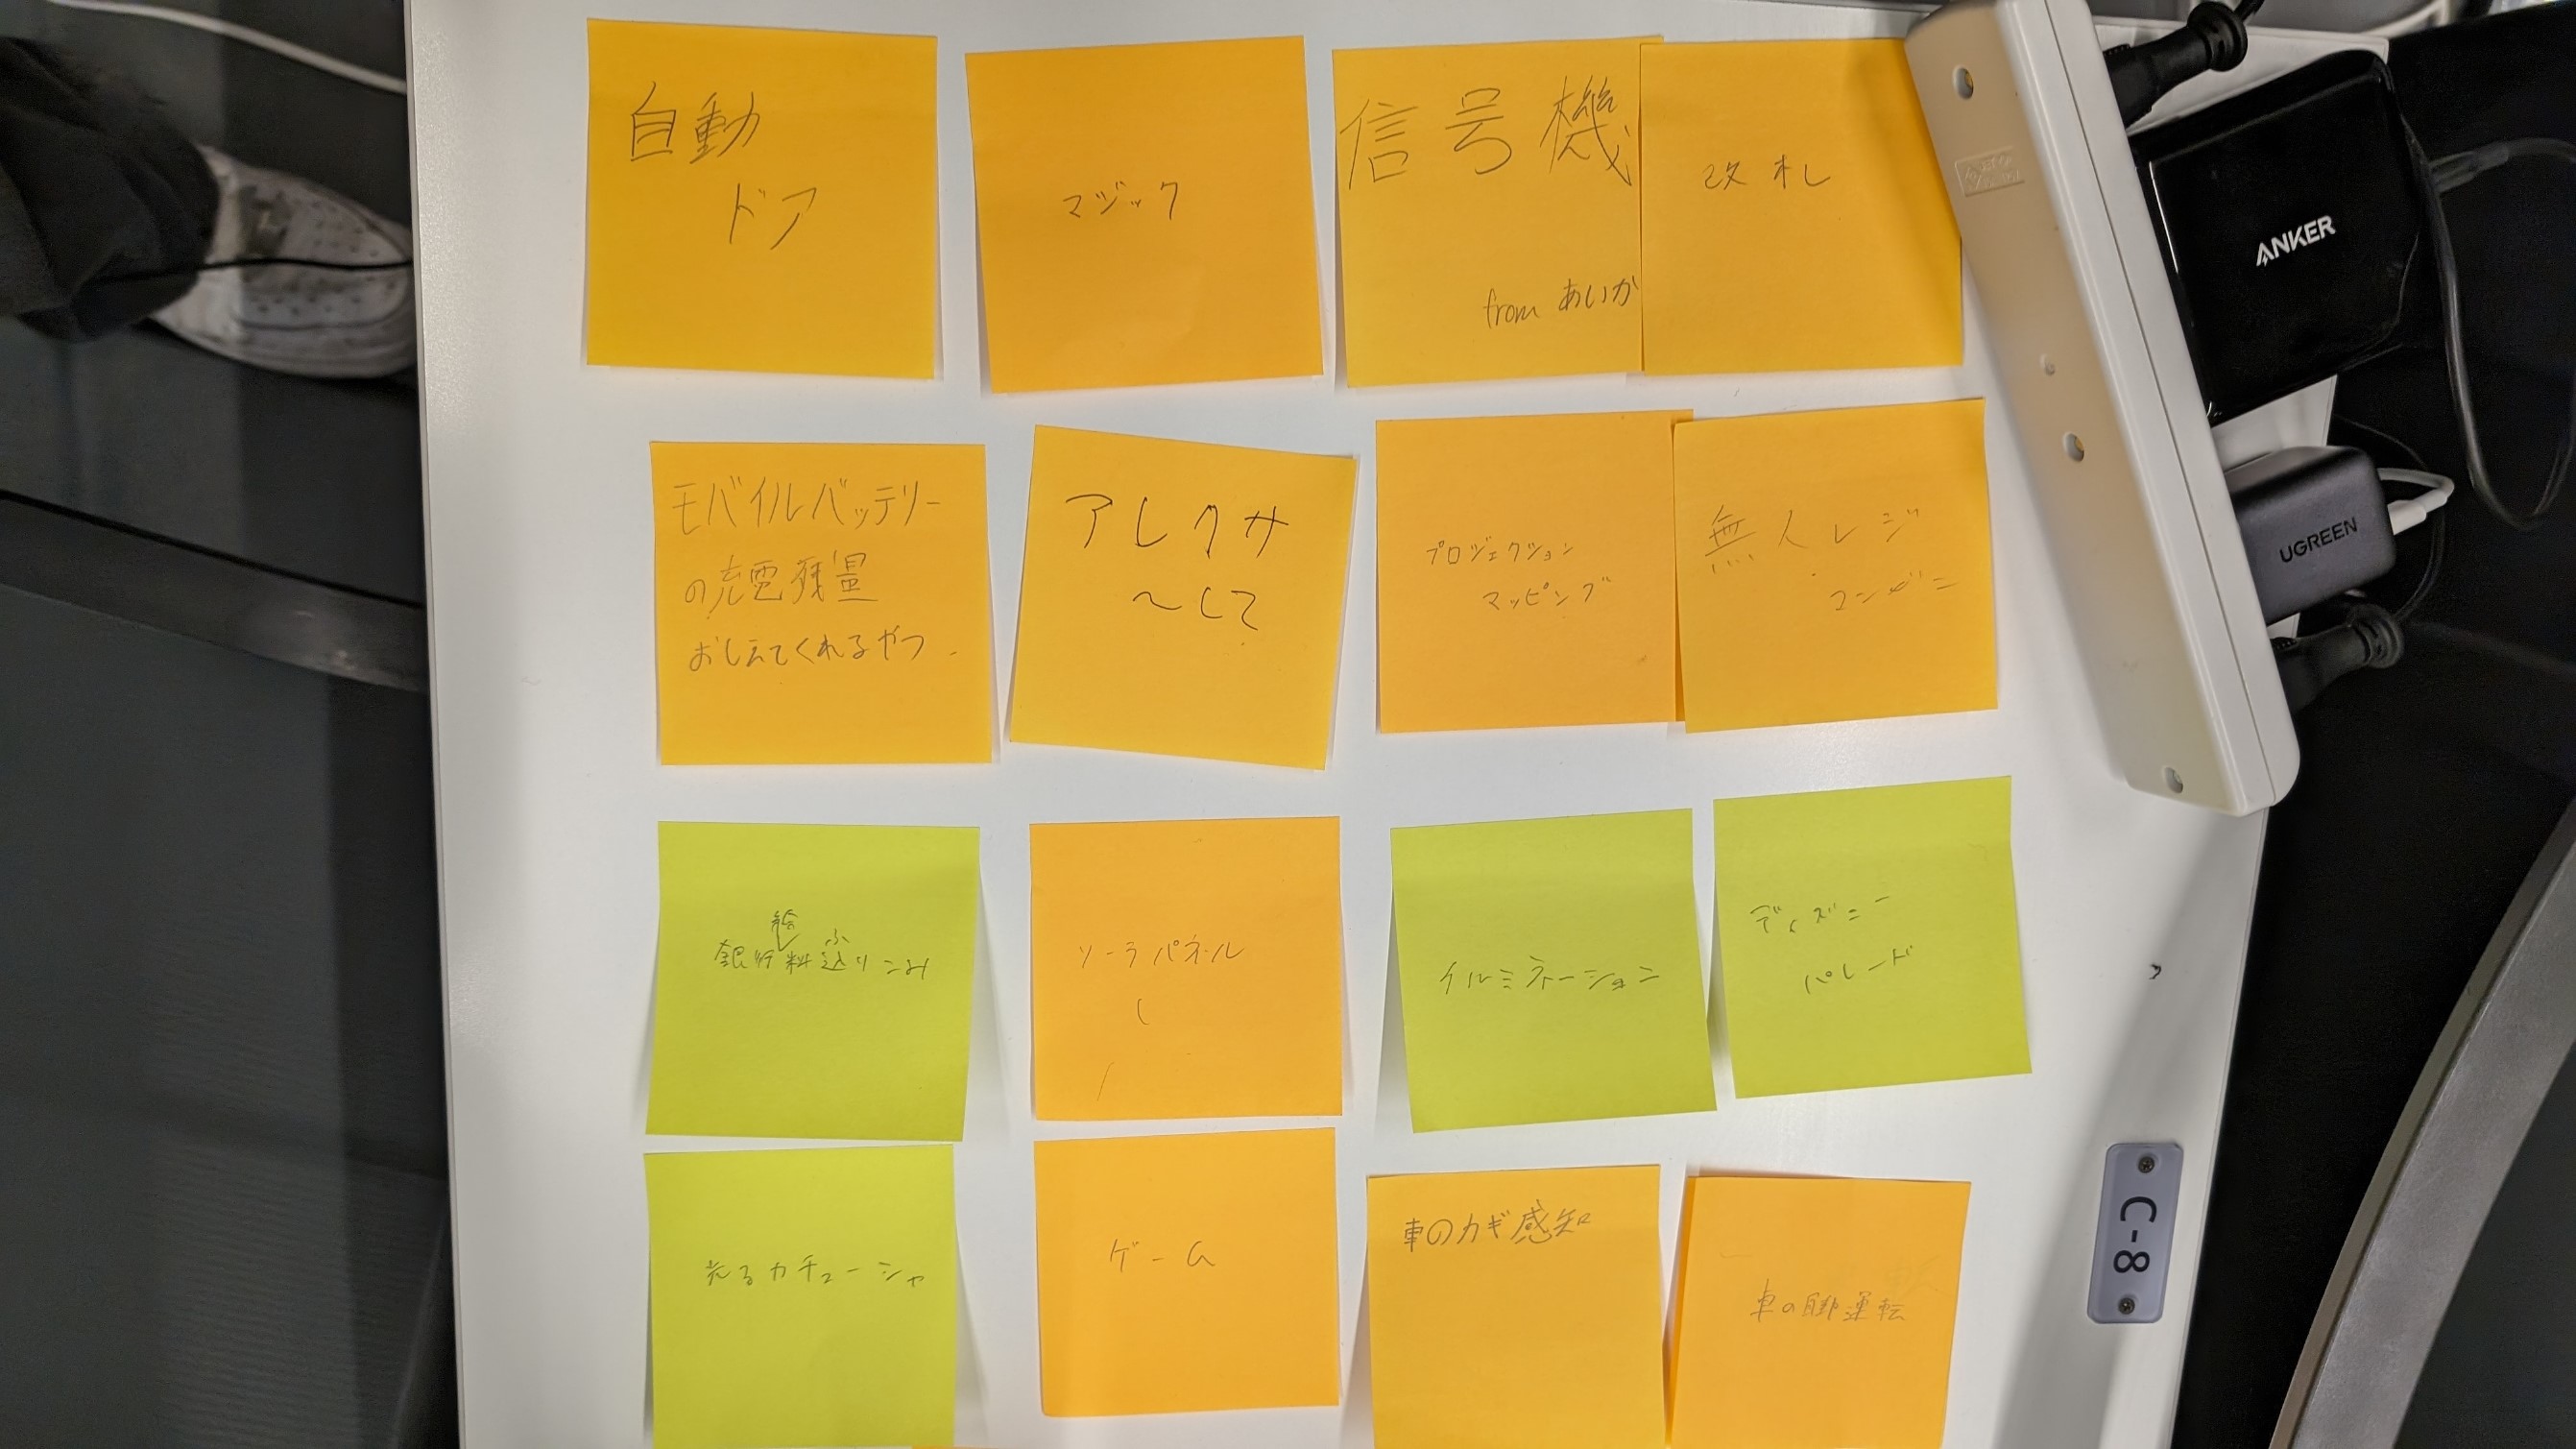 自動
ドア
マジック
信号機
from あいか
改札
モバイルバッテリー
の充電残量
おしえてくれるやつ
アレクサ
〜して
プロジェクション
マッピング
無人レジ
コンビニ
給 ふ
銀行料込りこみ
ソーラパネル
イルミネーション
ディズニー
パレード
光るカチューシャ
ゲーム
車のカギ感知
車の脚運転
ANKER
UGREEN
C-8